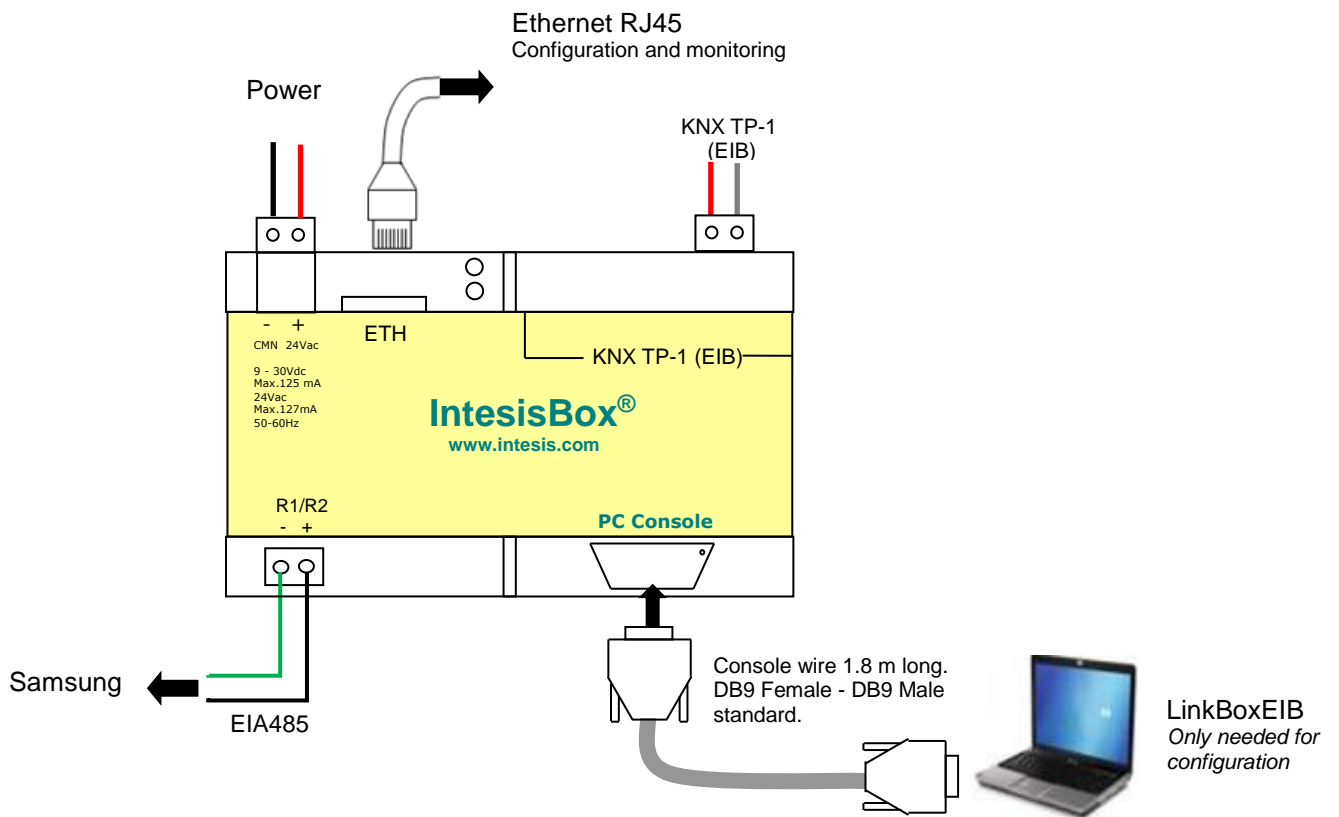 Ethernet RJ45
Configuration and monitoring
Power
KNX TP-1
(EIB)
- +
CMN 24Vac
ETH
KNX TP-1 (EIB)
9 - 30Vdc
Max.125 mA
24Vac
Max.127mA
50-60Hz
IntesisBox®
www.intesis.com
R1/R2
- +
PC Console
Samsung
EIA485
Console wire 1.8 m long.
DB9 Female - DB9 Male
standard.
LinkBoxEIB
Only needed for
configuration